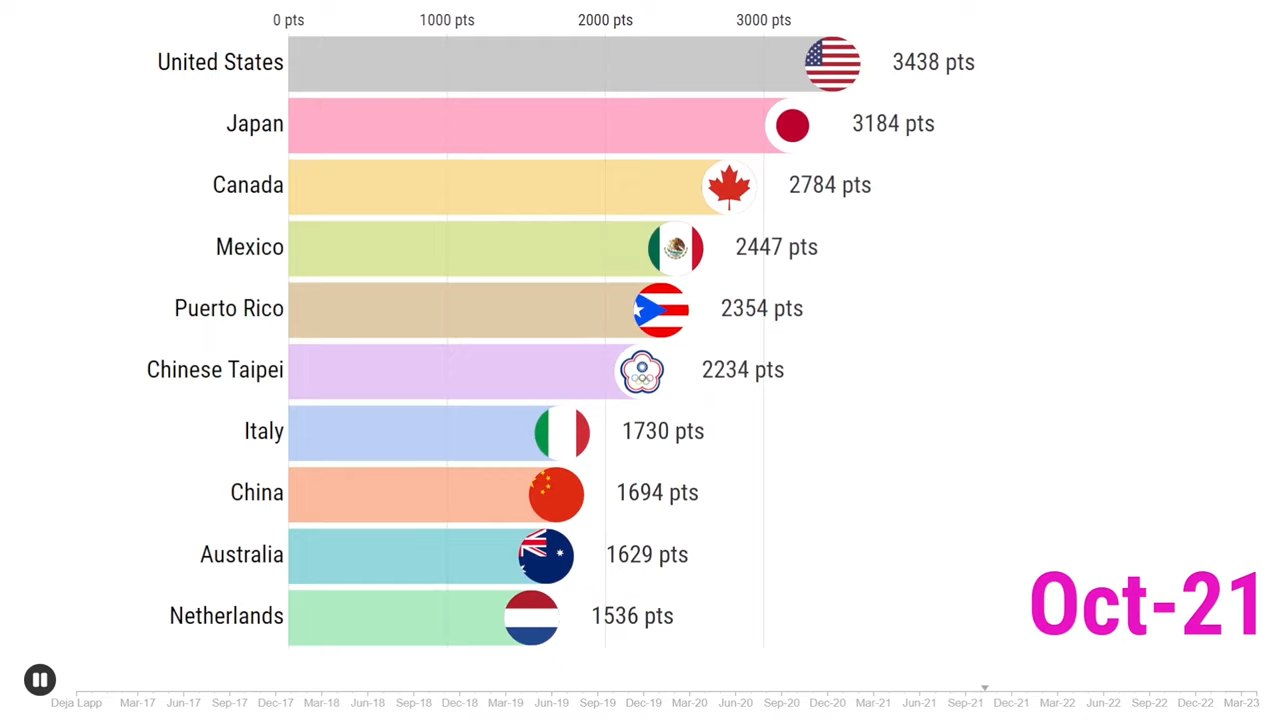 0 pts 1000 pts 2000 pts 3000 pts
United States 3438 pts
Japan 3184 pts
Canada 2784 pts
Mexico 2447 pts
Puerto Rico 2354 pts
Chinese Taipei 2234 pts
Italy 1730 pts
China 1694 pts
Australia 1629 pts
Netherlands 1536 pts
Oct-21
Deja Lapp Mar-17 Jun-17 Sep-17 Dec-17 Mar-18 Jun-18 Sep-18 Dec-18 Mar-19 Jun-19 Sep-19 Dec-19 Mar-20 Jun-20 Sep-20 Dec-20 Mar-21 Jun-21 Sep-21 Dec-21 Mar-22 Jun-22 Sep-22 Dec-22 Mar-23